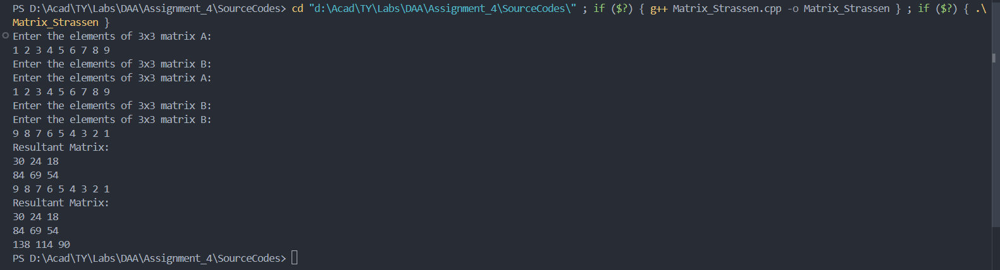 PS D:\Acad\TY\Labs\DAA\Assignment_4\SourceCodes> cd "d:\Acad\TY\Labs\DAA\Assignment_4\SourceCodes\" ; if ($?) { g++ Matrix_Strassen.cpp -o Matrix_Strassen } ; if ($?) { .\
Matrix_Strassen }
Enter the elements of 3x3 matrix A:
1 2 3 4 5 6 7 8 9
Enter the elements of 3x3 matrix B:
Enter the elements of 3x3 matrix A:
1 2 3 4 5 6 7 8 9
Enter the elements of 3x3 matrix B:
Enter the elements of 3x3 matrix B:
9 8 7 6 5 4 3 2 1
Resultant Matrix:
30 24 18
84 69 54
9 8 7 6 5 4 3 2 1
Resultant Matrix:
30 24 18
84 69 54
138 114 90
PS D:\Acad\TY\Labs\DAA\Assignment_4\SourceCodes>